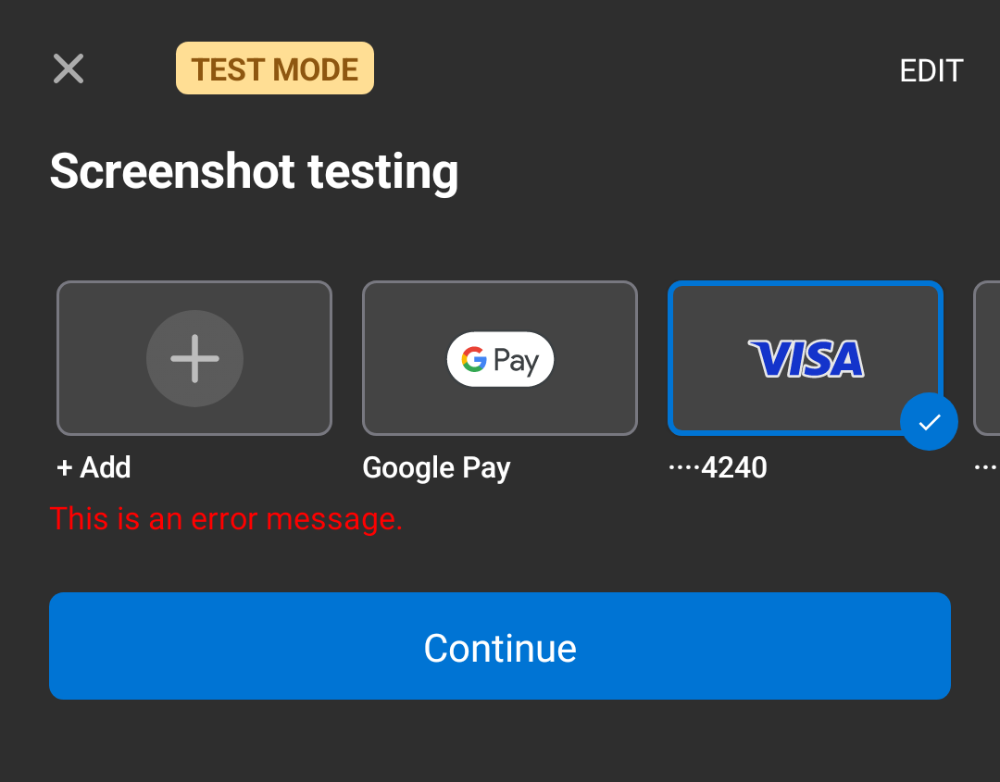 TEST MODE
EDIT
Screenshot testing
G Pay
VISA
+ Add
Google Pay
····4240
···
This is an error message.
Continue